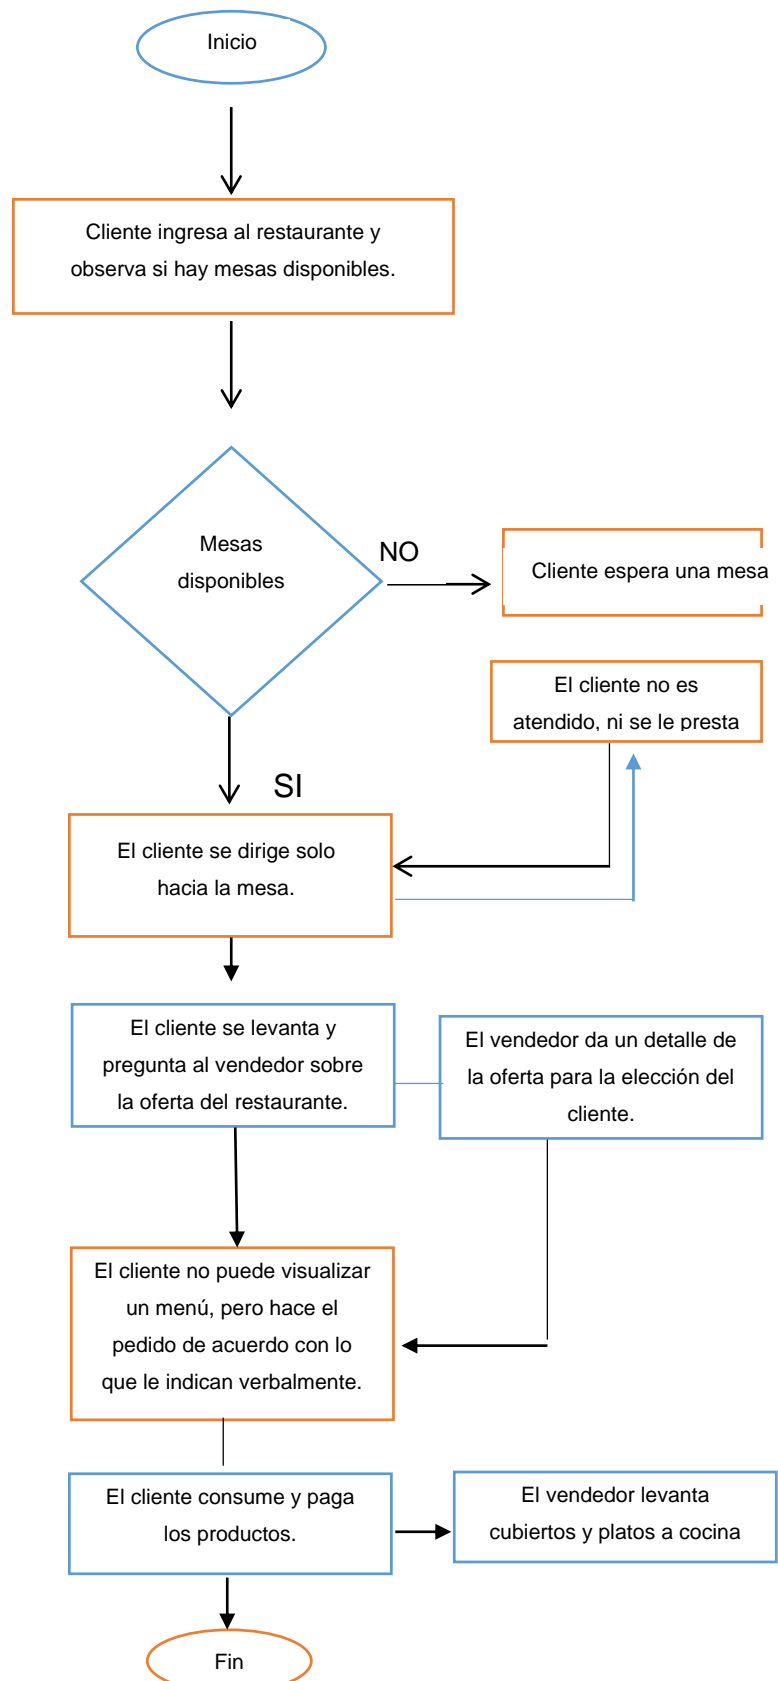 Inicio
Cliente ingresa al restaurante y
observa si hay mesas disponibles.
Mesas
disponibles
NO
Cliente espera una mesa
El cliente no es
atendido, ni se le presta
SI
El cliente se dirige solo
hacia la mesa.
El cliente se levanta y
pregunta al vendedor sobre
la oferta del restaurante.
El vendedor da un detalle de
la oferta para la elección del
cliente.
El cliente no puede visualizar
un menú, pero hace el
pedido de acuerdo con lo
que le indican verbalmente.
El cliente consume y paga
los productos.
El vendedor levanta
cubiertos y platos a cocina
Fin